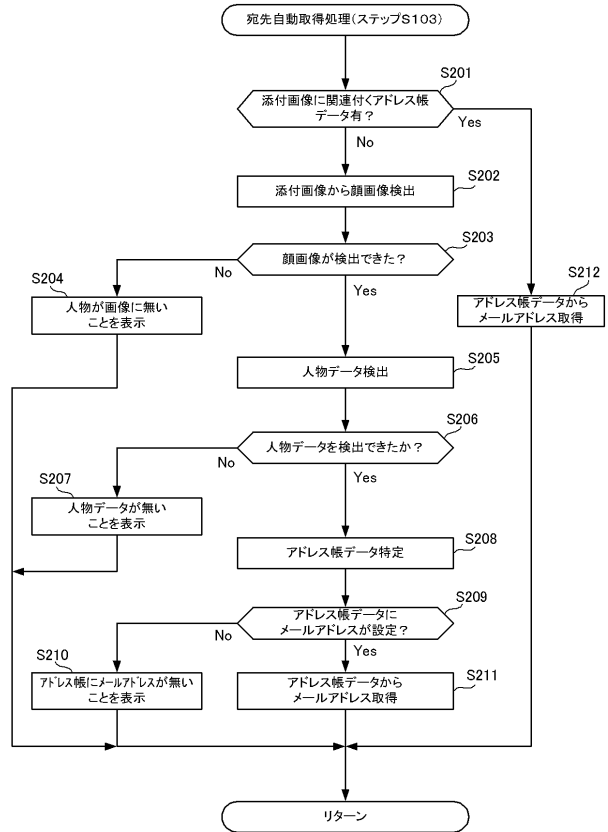 宛先自動取得処理(ステップS103)
S201
添付画像に関連付くアドレス帳
データ有?
Yes
No
S202
添付画像から顔画像検出
S203
顔画像が検出できた?
No
Yes
S204
人物が画像に無い
ことを表示
S212
アドレス帳データから
メールアドレス取得
S205
人物データ検出
S206
人物データを検出できたか?
No
Yes
S207
人物データが無い
ことを表示
S208
アドレス帳データ特定
S209
アドレス帳データに
メールアドレスが設定?
No
Yes
S210
アドレス帳にメールアドレスが無い
ことを表示
S211
アドレス帳データから
メールアドレス取得
リターン